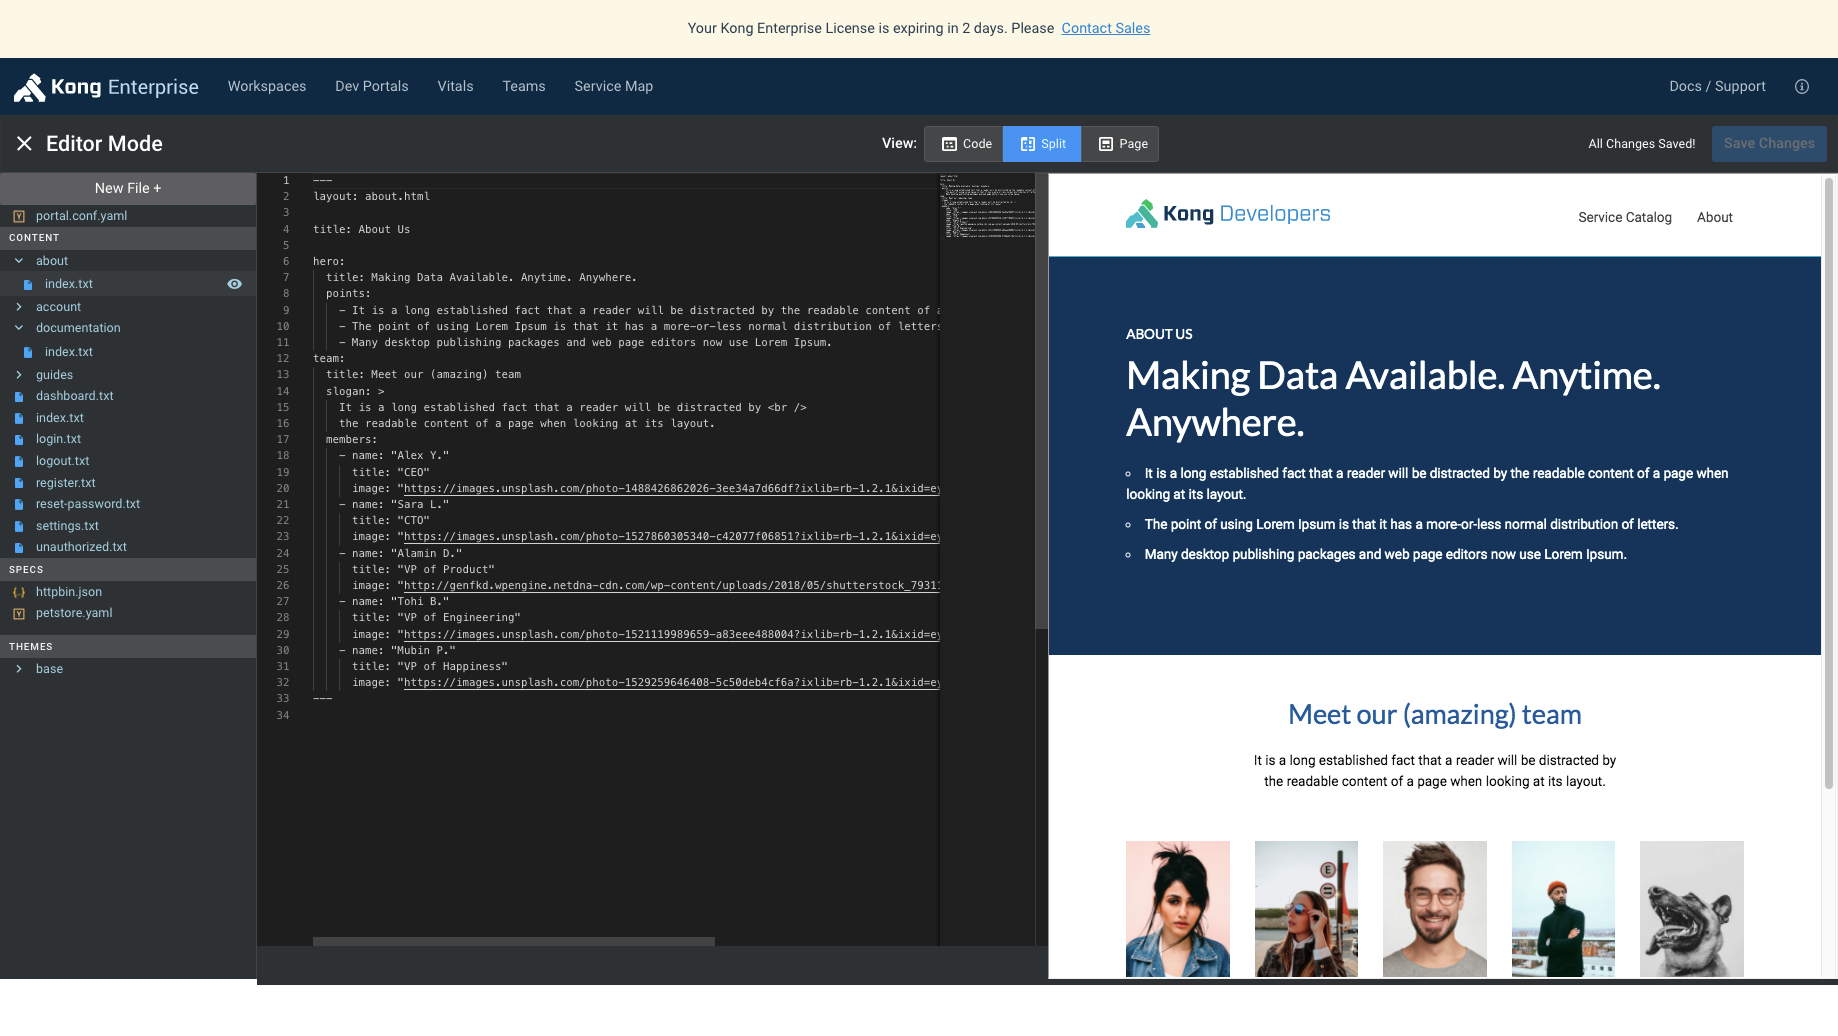 Your Kong Enterprise License is expiring in 2 days. Please Contact Sales
Kong Enterprise Workspaces Dev Portals Vitals Teams Service Map Docs / Support
Editor Mode View: Code Split Page All Changes Saved! Save Changes
New File +
portal.conf.yaml
CONTENT
about
index.txt
account
documentation
index.txt
guides
dashboard.txt
index.txt
login.txt
logout.txt
register.txt
reset-password.txt
settings.txt
unauthorized.txt
SPECS
httpbin.json
petstore.yaml
THEMES
base
1 ---
2 layout: about.html
3
4 title: About Us
5
6 hero:
7 title: Making Data Available. Anytime. Anywhere.
8 points:
9 - It is a long established fact that a reader will be distracted by the readable content of
10 - The point of using Lorem Ipsum is that it has a more-or-less normal distribution of letters
11 - Many desktop publishing packages and web page editors now use Lorem Ipsum.
12 team:
13 title: Meet our (amazing) team
14 slogan: >
15 It is a long established fact that a reader will be distracted by <br />
16 the readable content of a page when looking at its layout.
17 members:
18 - name: "Alex Y."
19 title: "CEO"
20 image: "https://images.unsplash.com/photo-1488426862026-3ee34a7d66df?ixlib=rb-1.2.1&ixid=ey
21 - name: "Sara L."
22 title: "CTO"
23 image: "https://images.unsplash.com/photo-1527860305340-c42077f06851?ixlib=rb-1.2.1&ixid=ey
24 - name: "Alamin D."
25 title: "VP of Product"
26 image: "http://genfkd.wpengine.netdna-cdn.com/wp-content/uploads/2018/05/shutterstock_79311
27 - name: "Tohi B."
28 title: "VP of Engineering"
29 image: "https://images.unsplash.com/photo-1521119989659-a83eee488004?ixlib=rb-1.2.1&ixid=ey
30 - name: "Mubin P."
31 title: "VP of Happiness"
32 image: "https://images.unsplash.com/photo-1529259646408-5c50deb4cf6a?ixlib=rb-1.2.1&ixid=ey
33 ---
34
Kong Developers Service Catalog About
ABOUT US
Making Data Available. Anytime.
Anywhere.
It is a long established fact that a reader will be distracted by the readable content of a page when
looking at its layout.
The point of using Lorem Ipsum is that it has a more-or-less normal distribution of letters.
Many desktop publishing packages and web page editors now use Lorem Ipsum.
Meet our (amazing) team
It is a long established fact that a reader will be distracted by
the readable content of a page when looking at its layout.
E